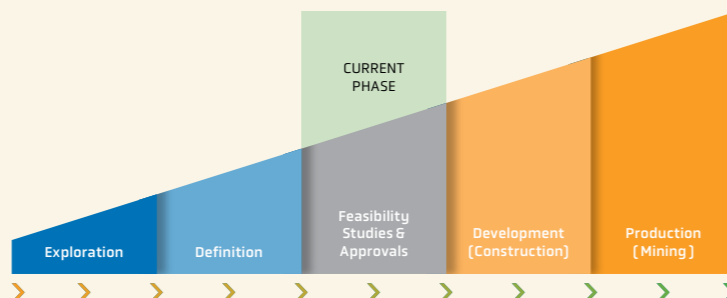 CURRENT
PHASE
Exploration
Definition
Feasibility
Studies &
Approvals
Development
(Construction)
Production
(Mining)